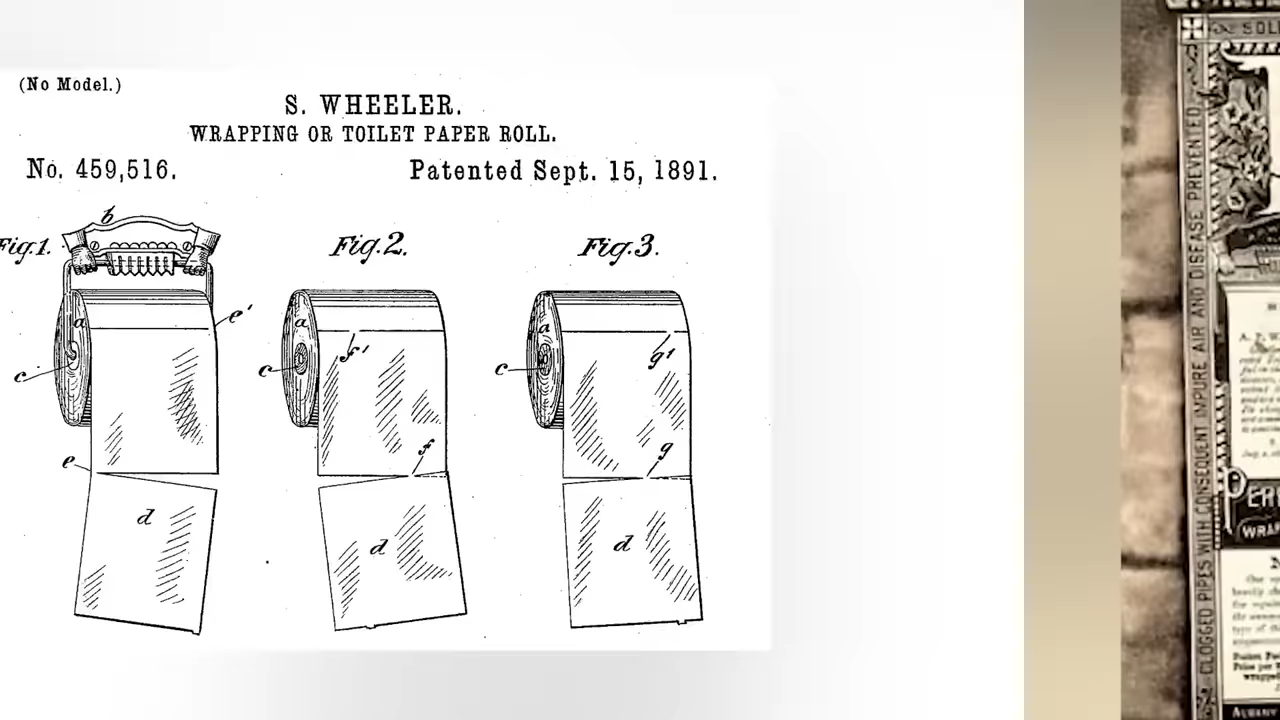 (No Model.)
S. WHEELER.
WRAPPING OR TOILET PAPER ROLL.
No. 459,516.
Patented Sept. 15, 1891.
Fig.1.
Fig.2.
Fig.3.
b
a
e'
c
e
d
a
f'
c
f
d
a
g'
c
g
d
CLOGGED PIPES WITH CONSEQUENT IMPURE AIR AND DISEASE PREVENTED.